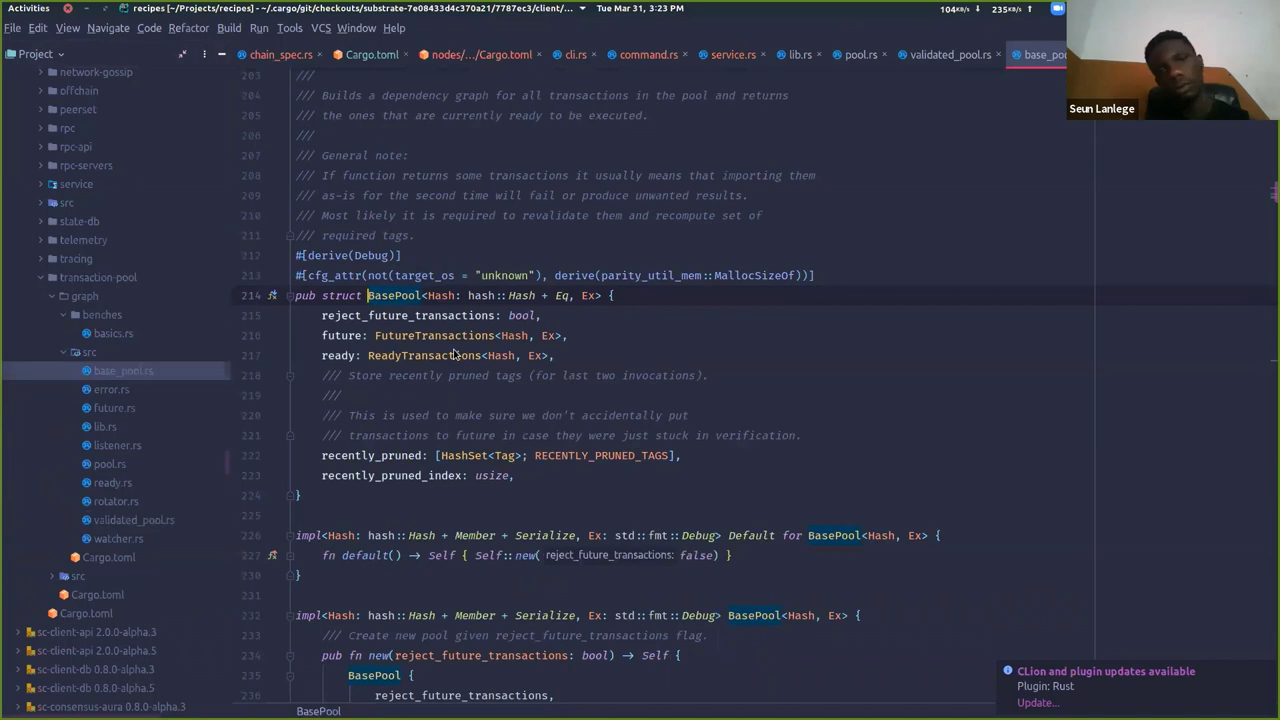 Activities
recipes [~/Projects/recipes] - ~/.cargo/git/checkouts/substrate-7e08433d4c370a21/7787ec3/client/...
Tue Mar 31, 3:23 PM
104kB/s ↓
235kB/s ↑
File Edit View Navigate Code Refactor Build Run Tools VCS Window Help
Project
chain_spec.rs
Cargo.toml
nodes/.../Cargo.toml
cli.rs
command.rs
service.rs
lib.rs
pool.rs
validated_pool.rs
Seun Lanlege
network-gossip
offchain
peerset
rpc
rpc-api
rpc-servers
service
src
state-db
telemetry
tracing
transaction-pool
graph
benches
basics.rs
src
base_pool.rs
error.rs
future.rs
lib.rs
listener.rs
pool.rs
ready.rs
rotator.rs
validated_pool.rs
watcher.rs
Cargo.toml
src
Cargo.toml
Cargo.toml
sc-client-api 2.0.0-alpha.3
sc-client-api 2.0.0-alpha.5
sc-client-db 0.8.0-alpha.3
sc-client-db 0.8.0-alpha.5
sc-consensus-aura 0.8.0-alpha.3
203 ///
204 /// Builds a dependency graph for all transactions in the pool and returns
205 /// the ones that are currently ready to be executed.
206 ///
207 /// General note:
208 /// If function returns some transactions it usually means that importing them
209 /// as-is for the second time will fail or produce unwanted results.
210 /// Most likely it is required to revalidate them and recompute set of
211 /// required tags.
212 #[derive(Debug)]
213 #[cfg_attr(not(target_os = "unknown"), derive(parity_util_mem::MallocSizeOf))]
214 pub struct BasePool<Hash: hash::Hash + Eq, Ex> {
215 reject_future_transactions: bool,
216 future: FutureTransactions<Hash, Ex>,
217 ready: ReadyTransactions<Hash, Ex>,
218 /// Store recently pruned tags (for last two invocations).
219 ///
220 /// This is used to make sure we don't accidentally put
221 /// transactions to future in case they were just stuck in verification.
222 recently_pruned: [HashSet<Tag>; RECENTLY_PRUNED_TAGS],
223 recently_pruned_index: usize,
224 }
225
226 impl<Hash: hash::Hash + Member + Serialize, Ex: std::fmt::Debug> Default for BasePool<Hash, Ex> {
227 fn default() → Self { Self::new( reject_future_transactions: false) }
230 }
231
232 impl<Hash: hash::Hash + Member + Serialize, Ex: std::fmt::Debug> BasePool<Hash, Ex> {
233 /// Create new pool given reject_future_transactions flag.
234 pub fn new(reject_future_transactions: bool) → Self {
235 BasePool {
236 reject_future_transactions,
BasePool
CLion and plugin updates available
Plugin: Rust
Update...